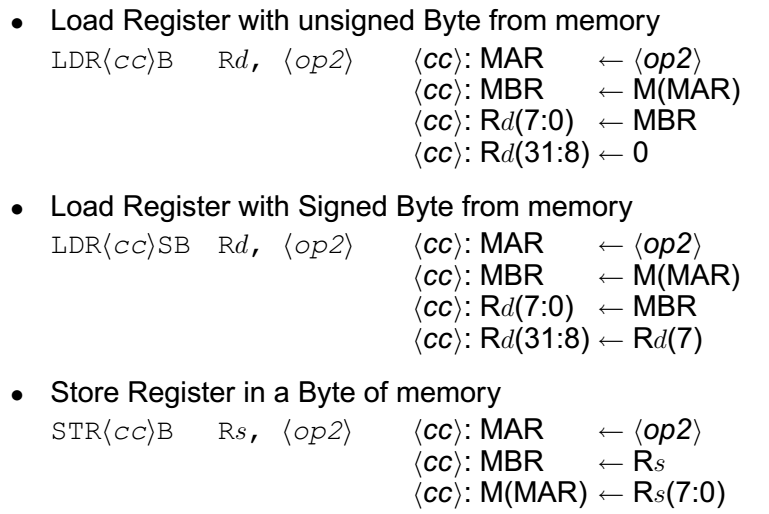 • Load Register with unsigned Byte from memory
LDR⟨cc⟩B Rd, ⟨op2⟩ ⟨cc⟩: MAR ← ⟨op2⟩
⟨cc⟩: MBR ← M(MAR)
⟨cc⟩: Rd(7:0) ← MBR
⟨cc⟩: Rd(31:8) ← 0
• Load Register with Signed Byte from memory
LDR⟨cc⟩SB Rd, ⟨op2⟩ ⟨cc⟩: MAR ← ⟨op2⟩
⟨cc⟩: MBR ← M(MAR)
⟨cc⟩: Rd(7:0) ← MBR
⟨cc⟩: Rd(31:8) ← Rd(7)
• Store Register in a Byte of memory
STR⟨cc⟩B Rs, ⟨op2⟩ ⟨cc⟩: MAR ← ⟨op2⟩
⟨cc⟩: MBR ← Rs
⟨cc⟩: M(MAR) ← Rs(7:0)